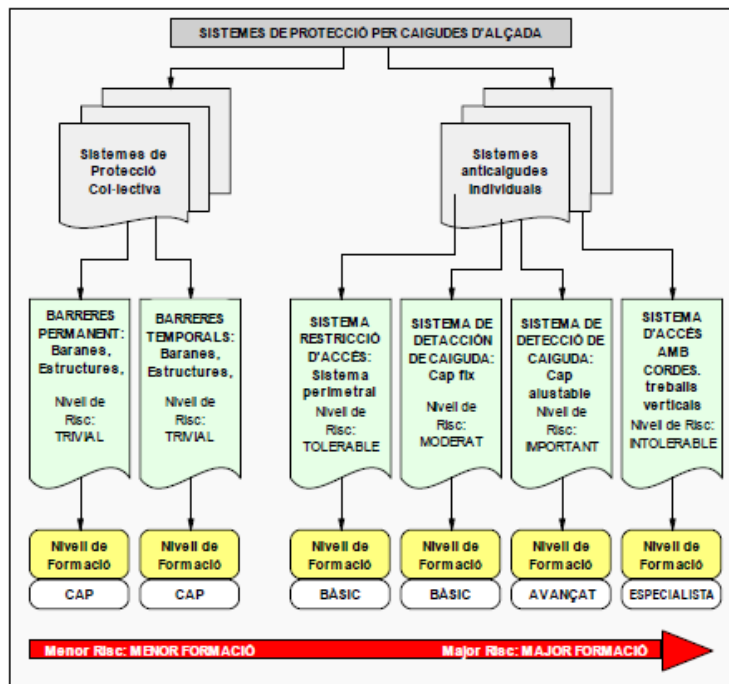 SISTEMES DE PROTECCIÓ PER CAIGUDES D'ALÇADA
Sistemes de
Protecció
Col·lectiva
Sistemes
anticaigudes
individuals
BARRERES
PERMANENT:
Baranes,
Estructures,
Nivell de
Risc:
TRIVIAL
BARRERES
TEMPORALS:
Baranes,
Estructures,
Nivell de
Risc:
TRIVIAL
SISTEMA
RESTRICCIÓ
D'ACCÉS:
Sistema
perimetral
Nivell de
Risc:
TOLERABLE
SISTEMA DE
DETACCIÓN
DE CAIGUDA:
Cap fix
Nivell de
Risc:
MODERAT
SISTEMA DE
DETECCIÓ DE
CAIGUDA:
Cap
ajustable
Nivell de
Risc:
IMPORTANT
SISTEMA
D'ACCÉS
AMB
CORDES.
treballs
verticals
Nivell de Risc:
INTOLERABLE
Nivell de
Formació
CAP
Nivell de
Formació
CAP
Nivell de
Formació
BÀSIC
Nivell de
Formació
BÀSIC
Nivell de
Formació
AVANÇAT
Nivell de
Formació
ESPECIALISTA
Menor Risc: MENOR FORMACIÓ
Major Risc: MAJOR FORMACIÓ